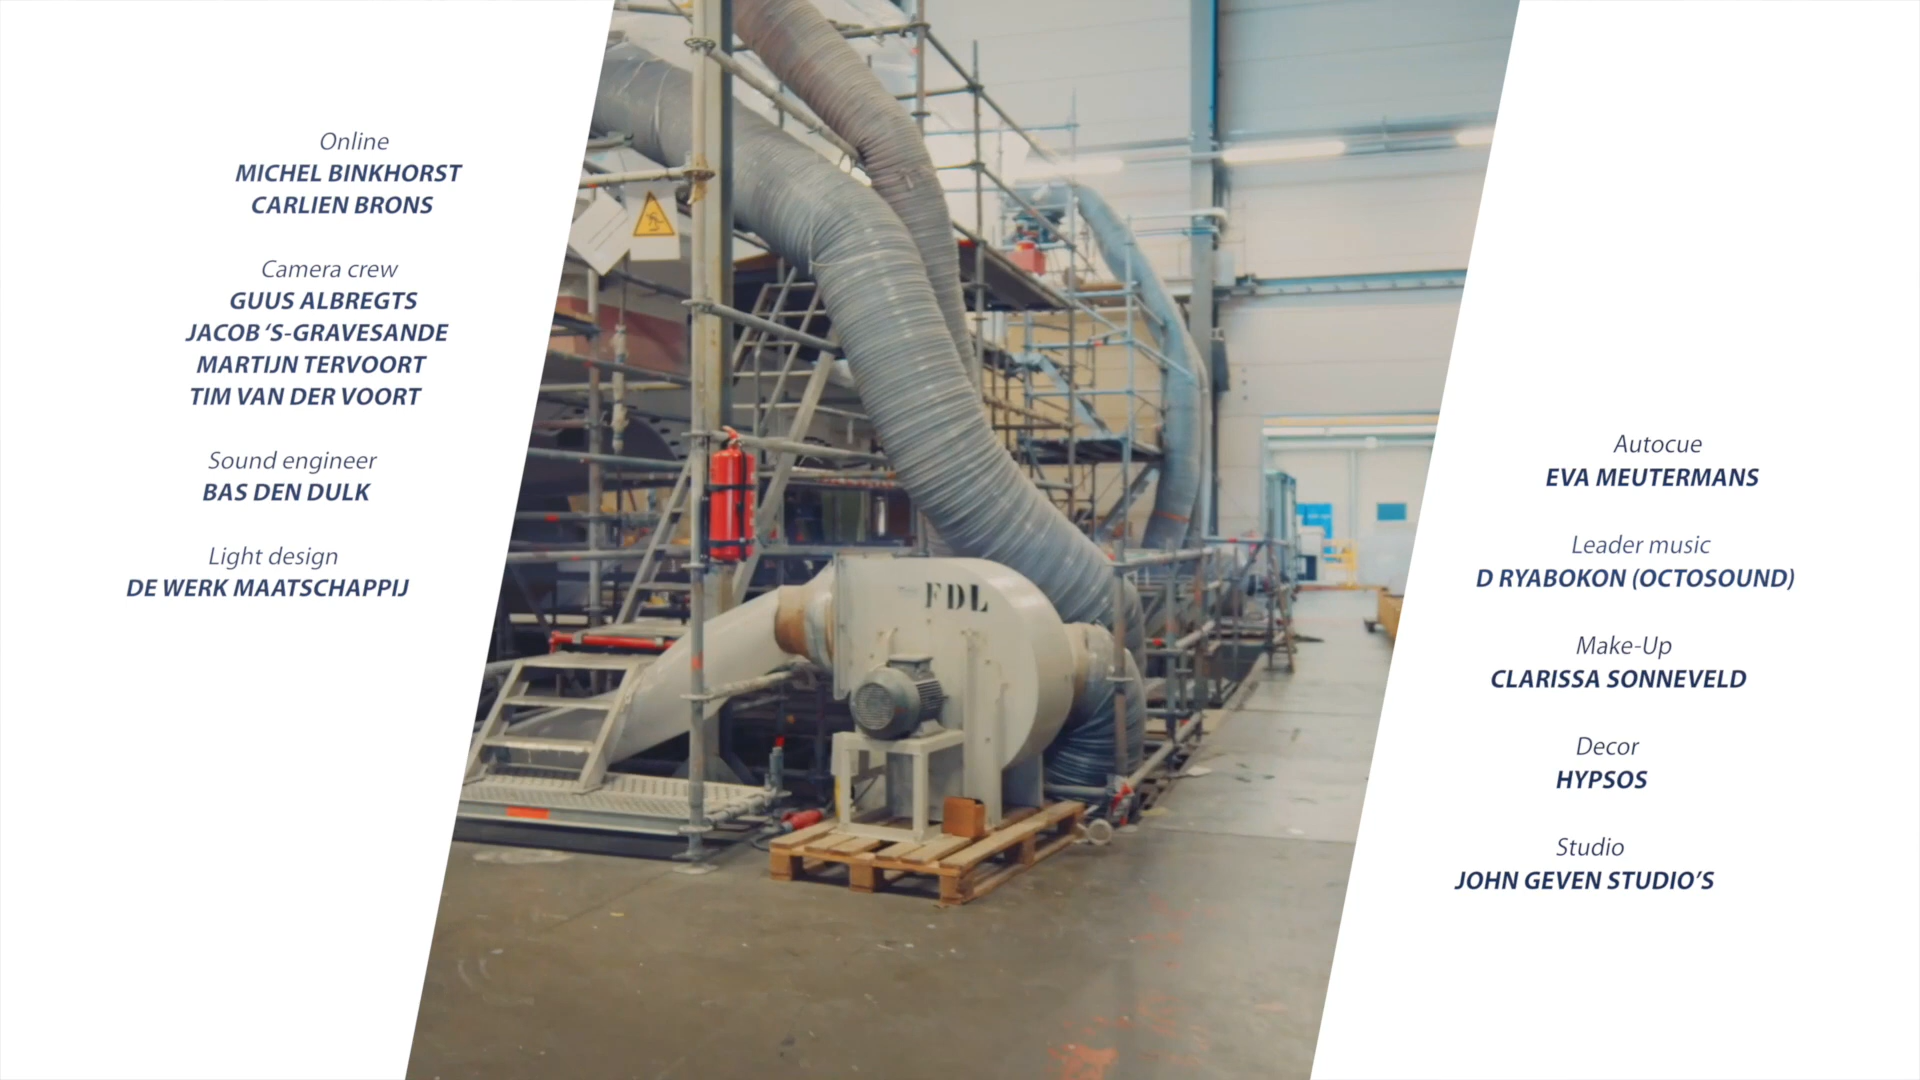 Online
MICHEL BINKHORST
CARLIEN BRONS
Camera crew
GUUS ALBREGTS
JACOB ‘S-GRAVESANDE
MARTIJN TERVOORT
TIM VAN DER VOORT
Sound engineer
BAS DEN DULK
Light design
DE WERK MAATSCHAPPIJ
FDL
Autocue
EVA MEUTERMANS
Leader music
D RYABOKON (OCTOSOUND)
Make-Up
CLARISSA SONNEVELD
Decor
HYPSOS
Studio
JOHN GEVEN STUDIO’S